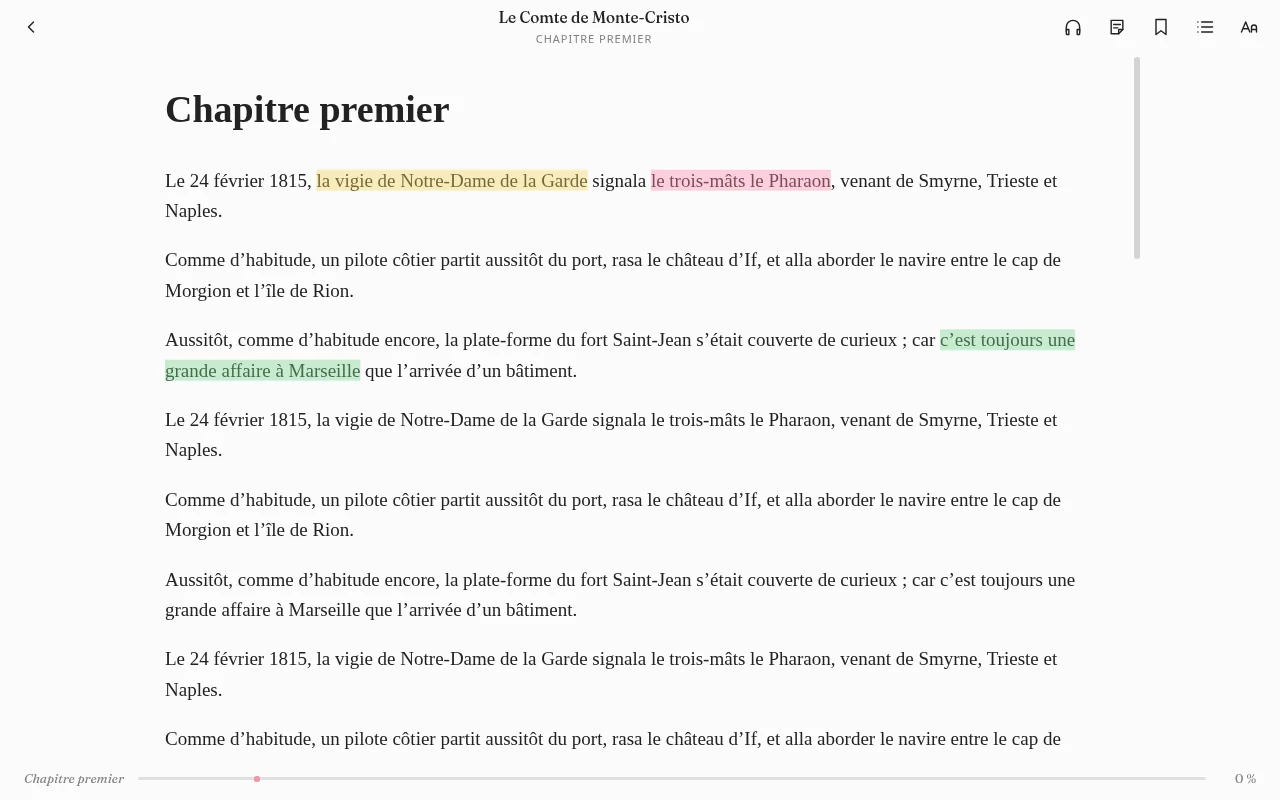 Le Comte de Monte-Cristo
CHAPITRE PREMIER
Aa
Chapitre premier
Le 24 février 1815, la vigie de Notre-Dame de la Garde signala le trois-mâts le Pharaon, venant de Smyrne, Trieste et
Naples.
Comme d’habitude, un pilote côtier partit aussitôt du port, rasa le château d’If, et alla aborder le navire entre le cap de
Morgion et l’île de Rion.
Aussitôt, comme d’habitude encore, la plate-forme du fort Saint-Jean s’était couverte de curieux ; car c’est toujours une
grande affaire à Marseille que l’arrivée d’un bâtiment.
Le 24 février 1815, la vigie de Notre-Dame de la Garde signala le trois-mâts le Pharaon, venant de Smyrne, Trieste et
Naples.
Comme d’habitude, un pilote côtier partit aussitôt du port, rasa le château d’If, et alla aborder le navire entre le cap de
Morgion et l’île de Rion.
Aussitôt, comme d’habitude encore, la plate-forme du fort Saint-Jean s’était couverte de curieux ; car c’est toujours une
grande affaire à Marseille que l’arrivée d’un bâtiment.
Le 24 février 1815, la vigie de Notre-Dame de la Garde signala le trois-mâts le Pharaon, venant de Smyrne, Trieste et
Naples.
Comme d’habitude, un pilote côtier partit aussitôt du port, rasa le château d’If, et alla aborder le navire entre le cap de
Chapitre premier
0 %